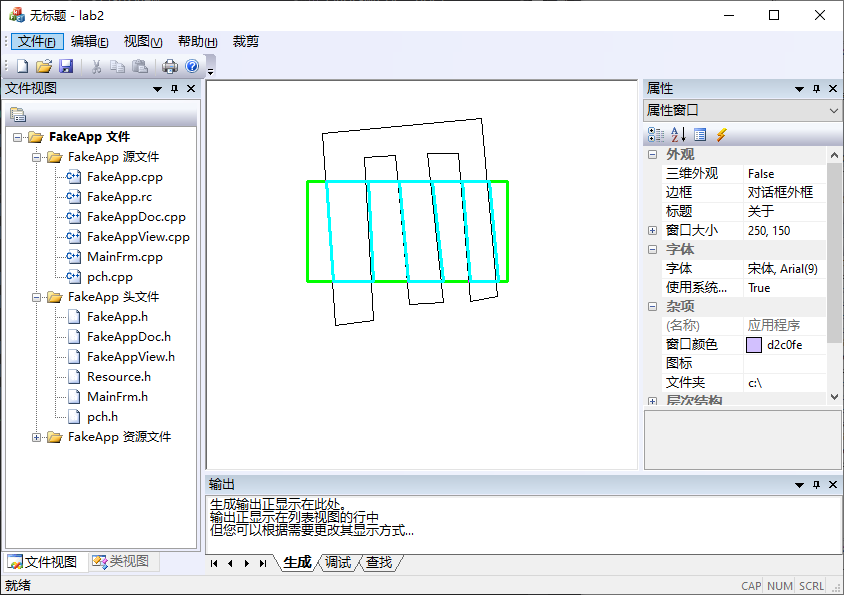 无标题 - lab2
文件(F) 编辑(E) 视图(V) 帮助(H) 裁剪
文件视图
FakeApp 文件
FakeApp 源文件
FakeApp.cpp
FakeApp.rc
FakeAppDoc.cpp
FakeAppView.cpp
MainFrm.cpp
pch.cpp
FakeApp 头文件
FakeApp.h
FakeAppDoc.h
FakeAppView.h
Resource.h
MainFrm.h
pch.h
FakeApp 资源文件
文件视图 类视图
属性
属性窗口
外观
三维外观 False
边框 对话框外框
标题 关于
窗口大小 250, 150
字体
字体 宋体, Arial(9)
使用系统... True
杂项
(名称) 应用程序
窗口颜色 d2c0fe
图标
文件夹 c:\
层次结构
输出
生成输出正显示在此处。
输出正显示在列表视图的行中
但您可以根据需要更改其显示方式...
生成 调试 查找
就绪
CAP NUM SCRL